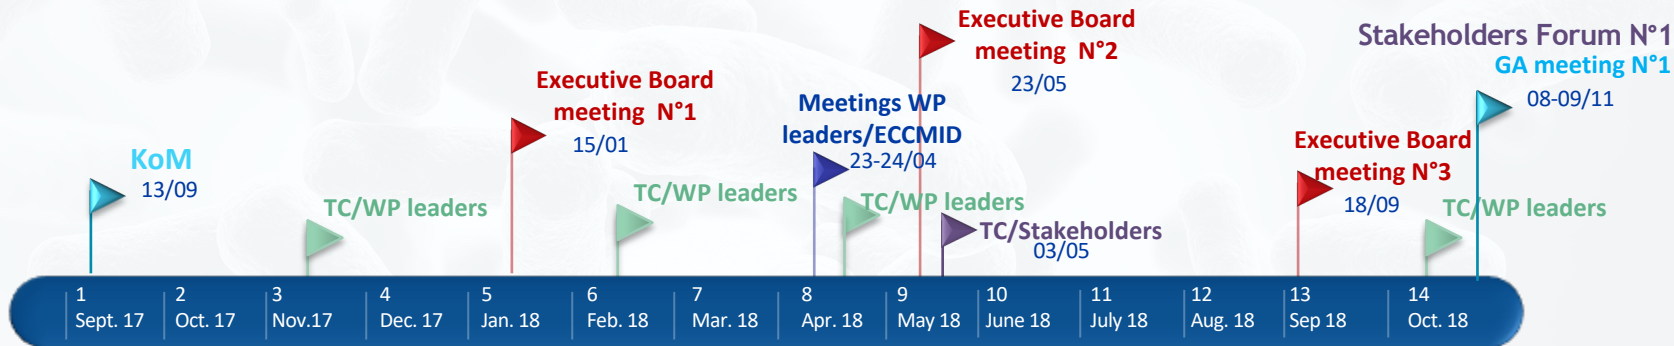 KoM
13/09
TC/WP leaders
Executive Board
meeting N°1
15/01
TC/WP leaders
Meetings WP
leaders/ECCMID
23-24/04
TC/WP leaders
Executive Board
meeting N°2
23/05
TC/Stakeholders
03/05
Executive Board
meeting N°3
18/09
TC/WP leaders
Stakeholders Forum N°1
GA meeting N°1
08-09/11
1
Sept. 17
2
Oct. 17
3
Nov.17
4
Dec. 17
5
Jan. 18
6
Feb. 18
7
Mar. 18
8
Apr. 18
9
May 18
10
June 18
11
July 18
12
Aug. 18
13
Sep 18
14
Oct. 18